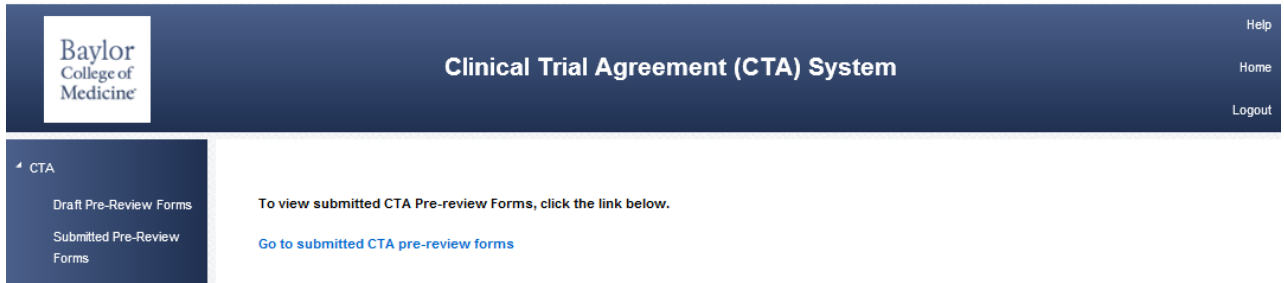 Baylor
College of
Medicine
Clinical Trial Agreement (CTA) System
Help
Home
Logout
CTA
Draft Pre-Review Forms
Submitted Pre-Review
Forms
To view submitted CTA Pre-review Forms, click the link below.
Go to submitted CTA pre-review forms